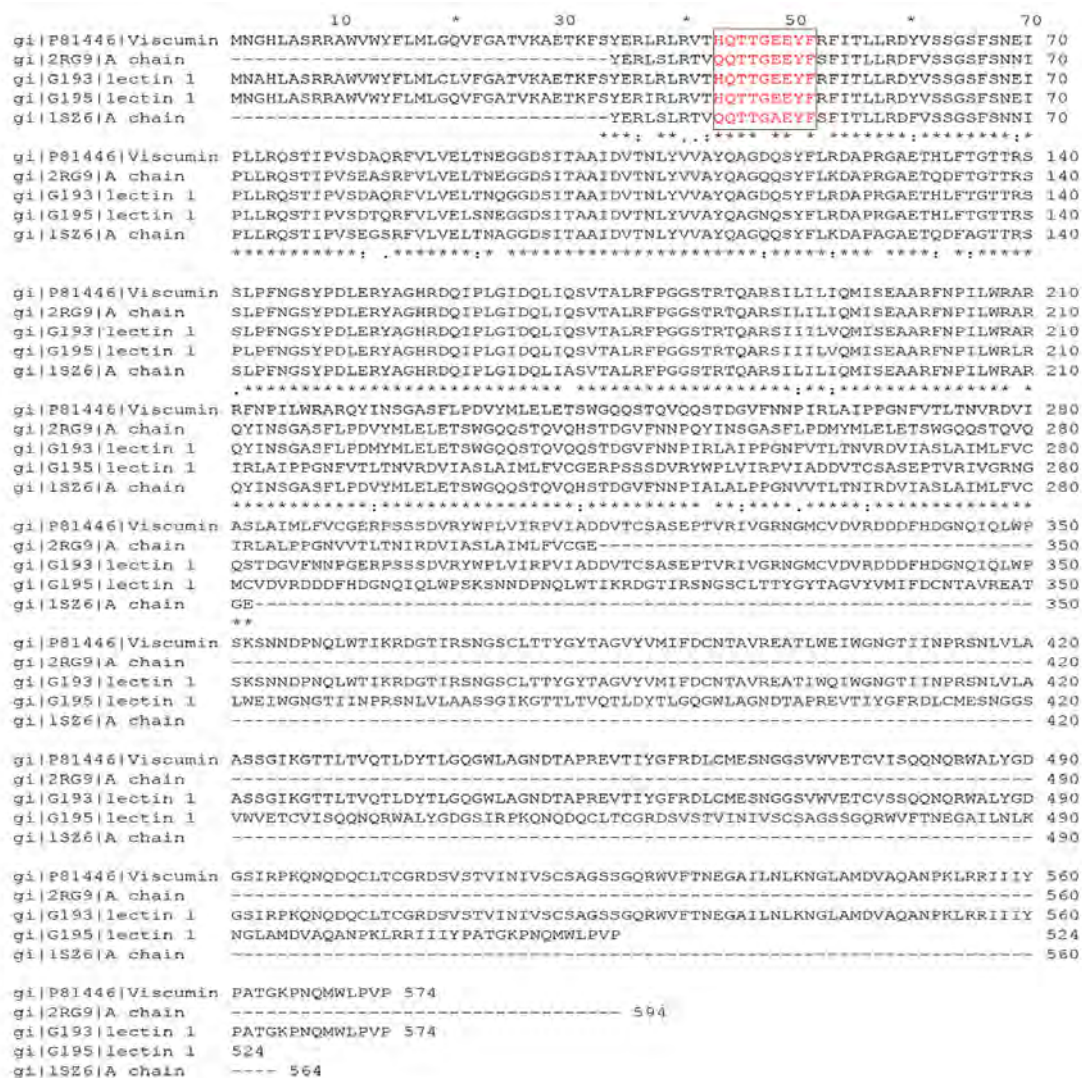 10 * 30 * 50 * 70
gi|P81446|Viscumin MNGHLASRRAWVWYFLMLGQVFGATVKAETKFSYERLRLRVTHQTTGEEYFRFITLLRDYVSSGSFSNEI 70
gi|2RG9|A chain ---------------------------------YERLSLRTVQQTTGEEYFSFITLLRDFVSSGSFSNNI 70
gi|G193|lectin 1 MNAHLASRRAWVWYFLMLCLVFGATVKAETKFSYERLRLRVTHQTTGEEYFRFITLLRDYVSSGSFSNEI 70
gi|G195|lectin 1 MNGHLASRRAWVWYFLMLGQVFGATVKAETKFSYERIRLRVTHQTTGEEYFRFITLLRDYVSSGSFSNEI 70
gi|1SZ6|A chain ---------------------------------YERLSLRTVQQTTGAEYFSFITLLRDFVSSGSFSNNI 70
***: **..:**** *** *******:********:*
gi|P81446|Viscumin PLLRQSTIPVSDAQRFVLVELTNEGGDSITAAIDVTNLYVVAYQAGDQSYFLRDAPRGAETHLFTGTTRS 140
gi|2RG9|A chain PLLRQSTIPVSEASRFVLVELTNEGGDSITAAIDVTNLYVVAYQAGQQSYFLKDAPRGAETQDFTGTTRS 140
gi|G193|lectin 1 PLLRQSTIPVSDAQRFVLVELTNQGGDSITAAIDVTNLYVVAYQAGDQSYFLRDAPRGAETHLFTGTTRS 140
gi|G195|lectin 1 PLLRQSTIPVSDTQRFVLVELSNEGGDSITAAIDVTNLYVVAYQAGNQSYFLRDAPRGAETHLFTGTTRS 140
gi|1SZ6|A chain PLLRQSTIPVSEGSRFVLVELTNAGGDSITAAIDVTNLYVVAYQAGQQSYFLKDAPAGAETQDFAGTTRS 140
***********: .*******:* **********************:*****:*** ****: *:*****
gi|P81446|Viscumin SLPFNGSYPDLERYAGHRDQIPLGIDQLIQSVTALRFPGGSTRTQARSILILIQMISEAARFNPILWRAR 210
gi|2RG9|A chain SLPFNGSYPDLERYAGHRDQIPLGIDQLIQSVTALRFPGGSTRTQARSILILIQMISEAARFNPILWRAR 210
gi|G193|lectin 1 SLPFNGSYPDLERYAGHRDQIPLGIDQLIQSVTALRFPGGSTRTQARSIIILVQMISEAARFNPILWRAR 210
gi|G195|lectin 1 PLPFNGSYPDLERYAGHRDQIPLGIDQLIQSVTALRFPGGSTRTQARSIIILVQMISEAARFNPILWRLR 210
gi|1SZ6|A chain SLPFNGSYPDLERYAGHRDQIPLGIDQLIASVTALRFPGGSTRTQARSILILIQMISEAARFNPILWRAR 210
.**************************** *******************:**:*************** *
gi|P81446|Viscumin RFNPILWRARQYINSGASFLPDVYMLELETSWGQQSTQVQQSTDGVFNNPIRLAIPPGNFVTLTNVRDVI 280
gi|2RG9|A chain QYINSGASFLPDVYMLELETSWGQQSTQVQHSTDGVFNNPQYINSGASFLPDMYMLELETSWGQQSTQVQ 280
gi|G193|lectin 1 QYINSGASFLPDMYMLELETSWGQQSTQVQQSTDGVFNNPIRLAIPPGNFVTLTNVRDVIASLAIMLFVC 280
gi|G195|lectin 1 IRLAIPPGNFVTLTNVRDVIASLAIMLFVCGERPSSSDVRYWPLVIRPVIADDVTCSASEPTVRIVGRNG 280
gi|1SZ6|A chain QYINSGASFLPDVYMLELETSWGQQSTQVQHSTDGVFNNPIALALPPGNVVTLTNIRDVIASLAIMLFVC 280
************:*****************.********* **.****.*****:**************
gi|P81446|Viscumin ASLAIMLFVCGERPSSSDVRYWPLVIRPVIADDVTCSASEPTVRIVGRNGMCVDVRDDDFHDGNQIQLWP 350
gi|2RG9|A chain IRLALPPGNVVTLTNIRDVIASLAIMLFVCGE-------------------------------------- 350
gi|G193|lectin 1 QSTDGVFNNPGERPSSSDVRYWPLVIRPVIADDVTCSASEPTVRIVGRNGMCVDVRDDDFHDGNQIQLWP 350
gi|G195|lectin 1 MCVDVRDDDFHDGNQIQLWPSKSNNDPNQLWTIKRDGTIRSNGSCLTTYGYTAGVYVMIFDCNTAVREAT 350
gi|1SZ6|A chain GE-------------------------------------------------------------------- 350
**
gi|P81446|Viscumin SKSNNDPNQLWTIKRDGTIRSNGSCLTTYGYTAGVYVMIFDCNTAVREATLWEIWGNGTIINPRSNLVLA 420
gi|2RG9|A chain ---------------------------------------------------------------------- 420
gi|G193|lectin 1 SKSNNDPNQLWTIKRDGTIRSNGSCLTTYGYTAGVYVMIFDCNTAVREATIWQIWGNGTIINPRSNLVLA 420
gi|G195|lectin 1 LWEIWGNGTIINPRSNLVLAASSGIKGTTLTVQTLDYTLGQGWLAGNDTAPREVTIYGFRDLCMESNGGS 420
gi|1SZ6|A chain ---------------------------------------------------------------------- 420
gi|P81446|Viscumin ASSGIKGTTLTVQTLDYTLGQGWLAGNDTAPREVTIYGFRDLCMESNGGSVWVETCVISQQNQRWALYGD 490
gi|2RG9|A chain ---------------------------------------------------------------------- 490
gi|G193|lectin 1 ASSGIKGTTLTVQTLDYTLGQGWLAGNDTAPREVTIYGFRDLCMESNGGSVWVETCVSSQQNQRWALYGD 490
gi|G195|lectin 1 VWVETCVISQQNQRWALYGDGSIRPKQNQDQCLTCGRDSVSTVINIVSCSAGSSGQRWVFTNEGAILNLK 490
gi|1SZ6|A chain ---------------------------------------------------------------------- 490
gi|P81446|Viscumin GSIRPKQNQDQCLTCGRDSVSTVINIVSCSAGSSGQRWVFTNEGAILNLKNGLAMDVAQANPKLRRIIIY 560
gi|2RG9|A chain ---------------------------------------------------------------------- 560
gi|G193|lectin 1 GSIRPKQNQDQCLTCGRDSVSTVINIVSCSAGSSGQRWVFTNEGAILNLKNGLAMDVAQANPKLRRIIIY 560
gi|G195|lectin 1 NGLAMDVAQANPKLRRIIIYPATGKPNQMWLPVP 524
gi|1SZ6|A chain ---------------------------------------------------------------------- 560
gi|P81446|Viscumin PATGKPNQMWLPVP 574
gi|2RG9|A chain ---------------------------------- 594
gi|G193|lectin 1 PATGKPNQMWLPVP 574
gi|G195|lectin 1 524
gi|1SZ6|A chain ---- 564